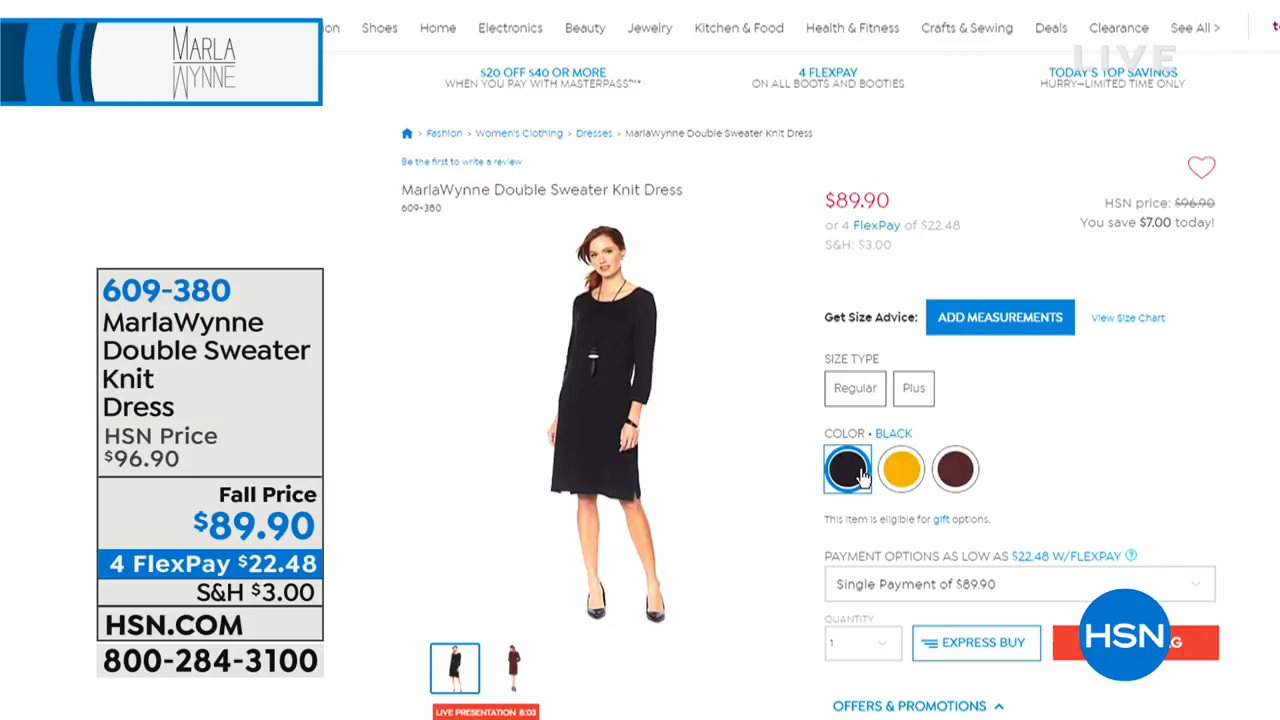 MARLA
WYNNE
Shoes Home Electronics Beauty Jewelry Kitchen & Food Health & Fitness Crafts & Sewing Deals Clearance See All >
LIVE
$20 OFF $40 OR MORE
WHEN YOU PAY WITH MASTERPASS™*
4 FLEXPAY
ON ALL BOOTS AND BOOTIES
TODAY'S TOP SAVINGS
HURRY—LIMITED TIME ONLY
> Fashion > Women's Clothing > Dresses > MarlaWynne Double Sweater Knit Dress
Be the first to write a review
MarlaWynne Double Sweater Knit Dress
609-380
$89.90
or 4 FlexPay of $22.48
S&H: $3.00
HSN price: $96.90
You save $7.00 today!
Get Size Advice: ADD MEASUREMENTS View Size Chart
SIZE TYPE
Regular Plus
COLOR • BLACK
This item is eligible for gift options.
PAYMENT OPTIONS AS LOW AS $22.48 W/FLEXPAY ?
Single Payment of $89.90
QUANTITY
1
EXPRESS BUY
HSN
G
OFFERS & PROMOTIONS
LIVE PRESENTATION 8:03
609-380
MarlaWynne
Double Sweater
Knit
Dress
HSN Price
$96.90
Fall Price
$89.90
4 FlexPay $22.48
S&H $3.00
HSN.COM
800-284-3100